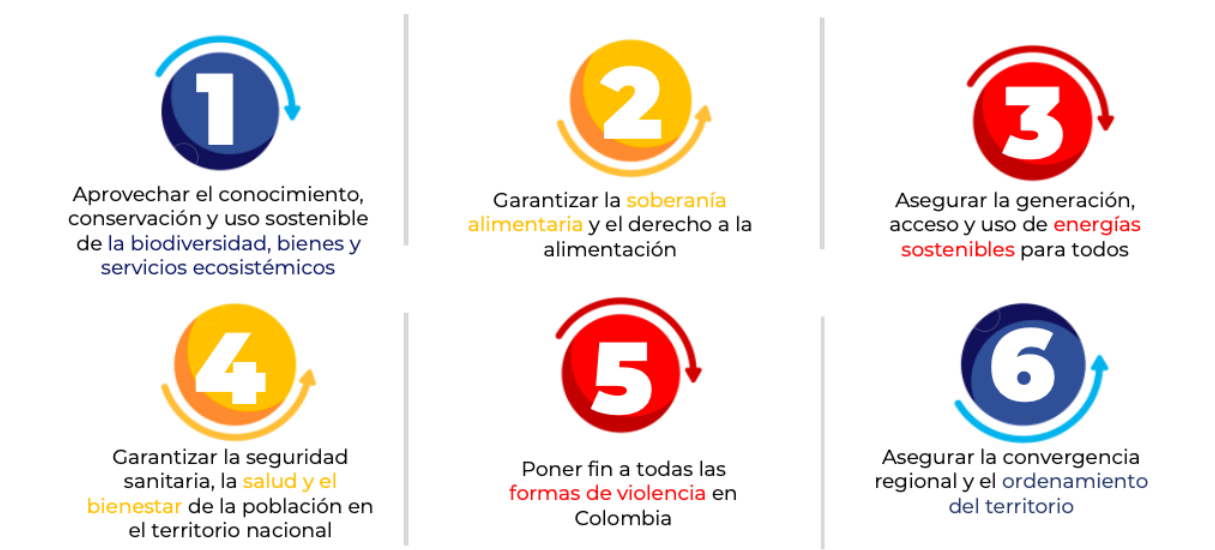 1
Aprovechar el conocimiento,
conservación y uso sostenible
de la biodiversidad, bienes y
servicios ecosistémicos
2
Garantizar la soberanía
alimentaria y el derecho a la
alimentación
3
Asegurar la generación,
acceso y uso de energías
sostenibles para todos
4
Garantizar la seguridad
sanitaria, la salud y el
bienestar de la población en
el territorio nacional
5
Poner fin a todas las
formas de violencia en
Colombia
6
Asegurar la convergencia
regional y el ordenamiento
del territorio